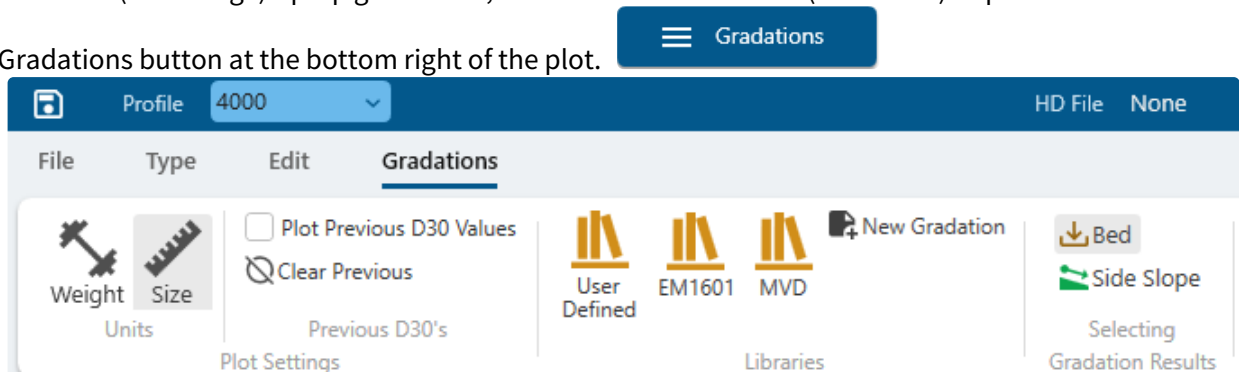 Gradations button at the bottom right of the plot.
Gradations
Profile 4000 HD File None
File Type Edit Gradations
Plot Previous D30 Values
New Gradation
Clear Previous
Bed
Side Slope
Weight Size
User Defined
EM1601 MVD
Units Previous D30's Selecting
Plot Settings Libraries Gradation Results